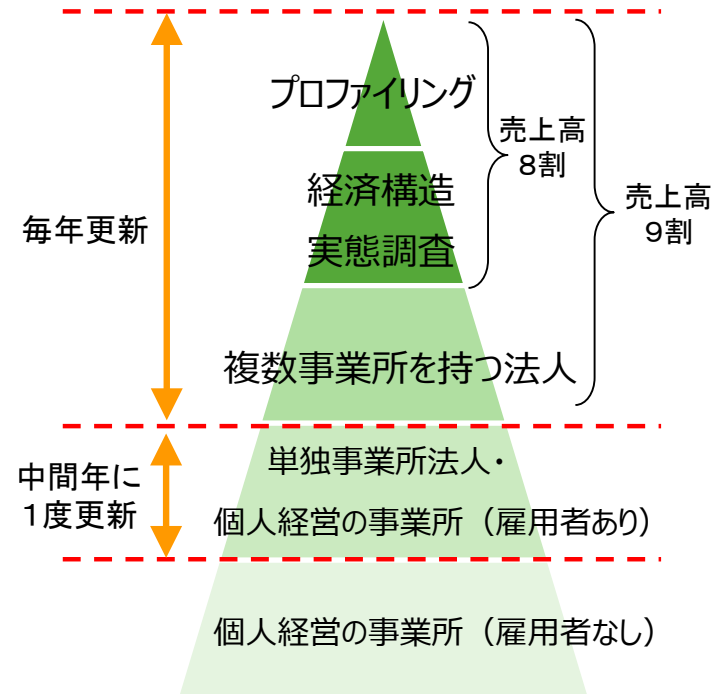 プロファイリング
売上高
8割
経済構造
実態調査
売上高
9割
毎年更新
複数事業所を持つ法人
中間年に
1度更新
単独事業所法人・
個人経営の事業所（雇用者あり）
個人経営の事業所（雇用者なし）